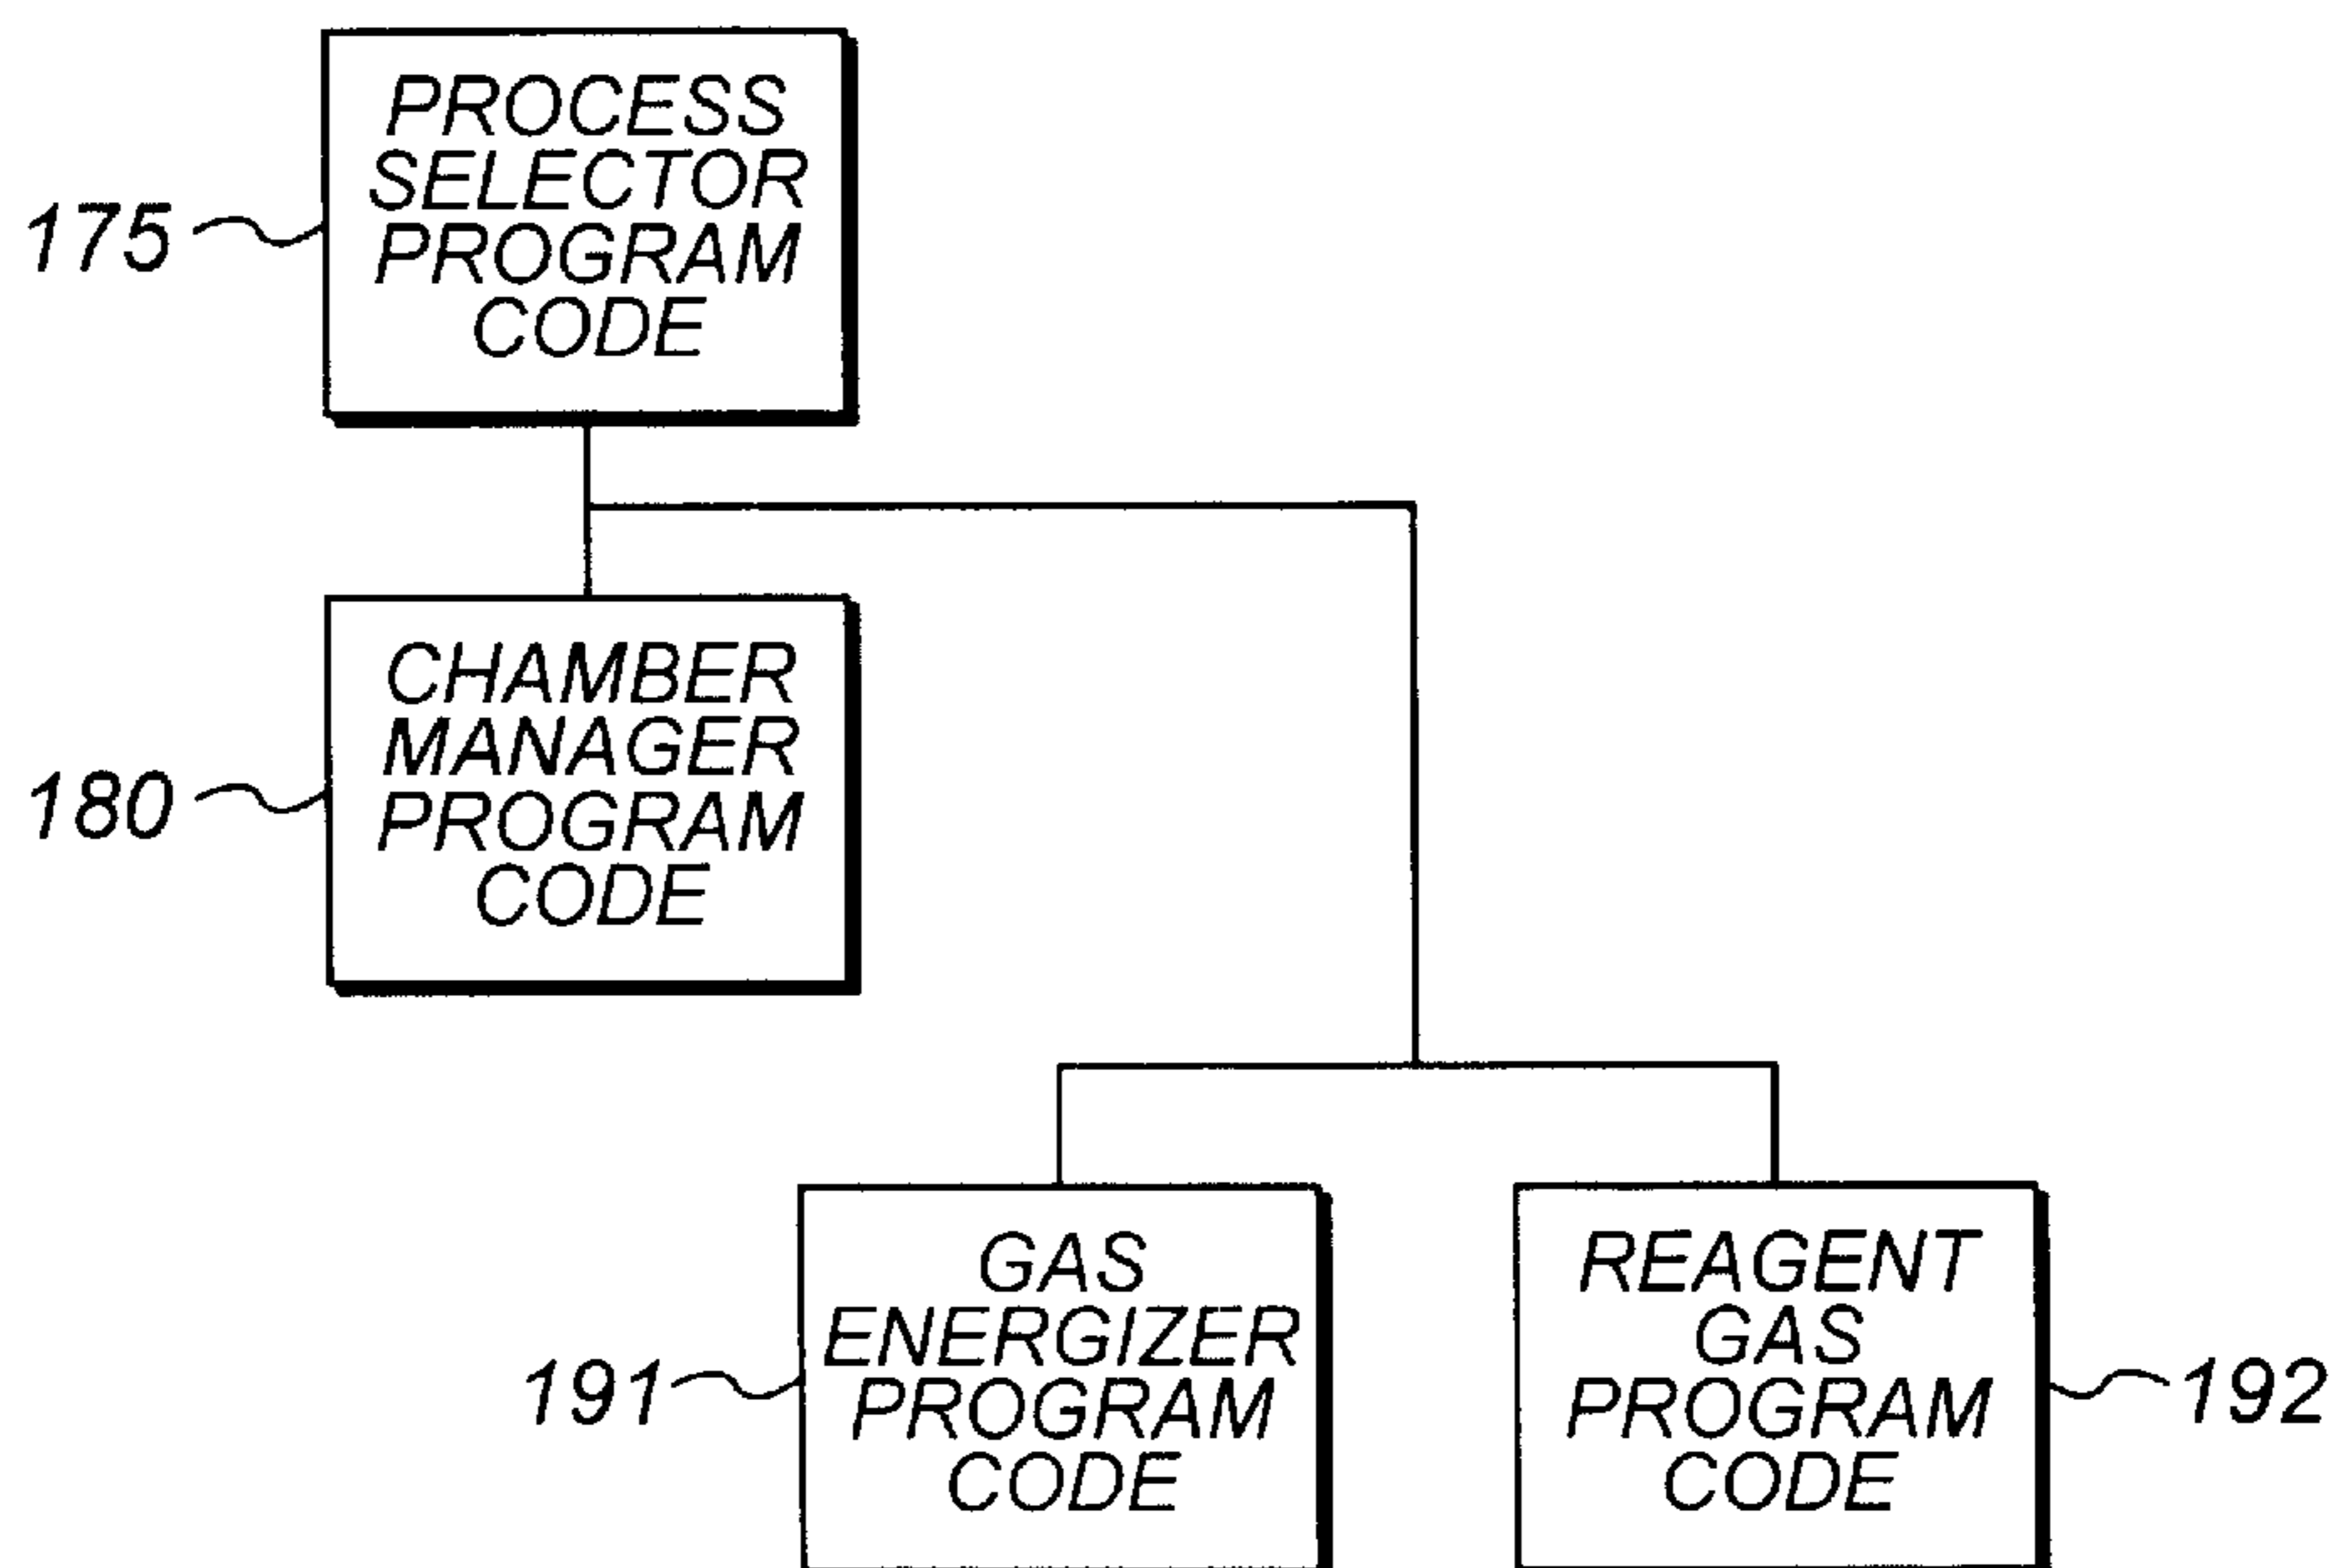 PROCESS
SELECTOR
PROGRAM
CODE
175
CHAMBER
MANAGER
PROGRAM
CODE
180
GAS
ENERGIZER
PROGRAM
CODE
191
REAGENT
GAS
PROGRAM
CODE
192